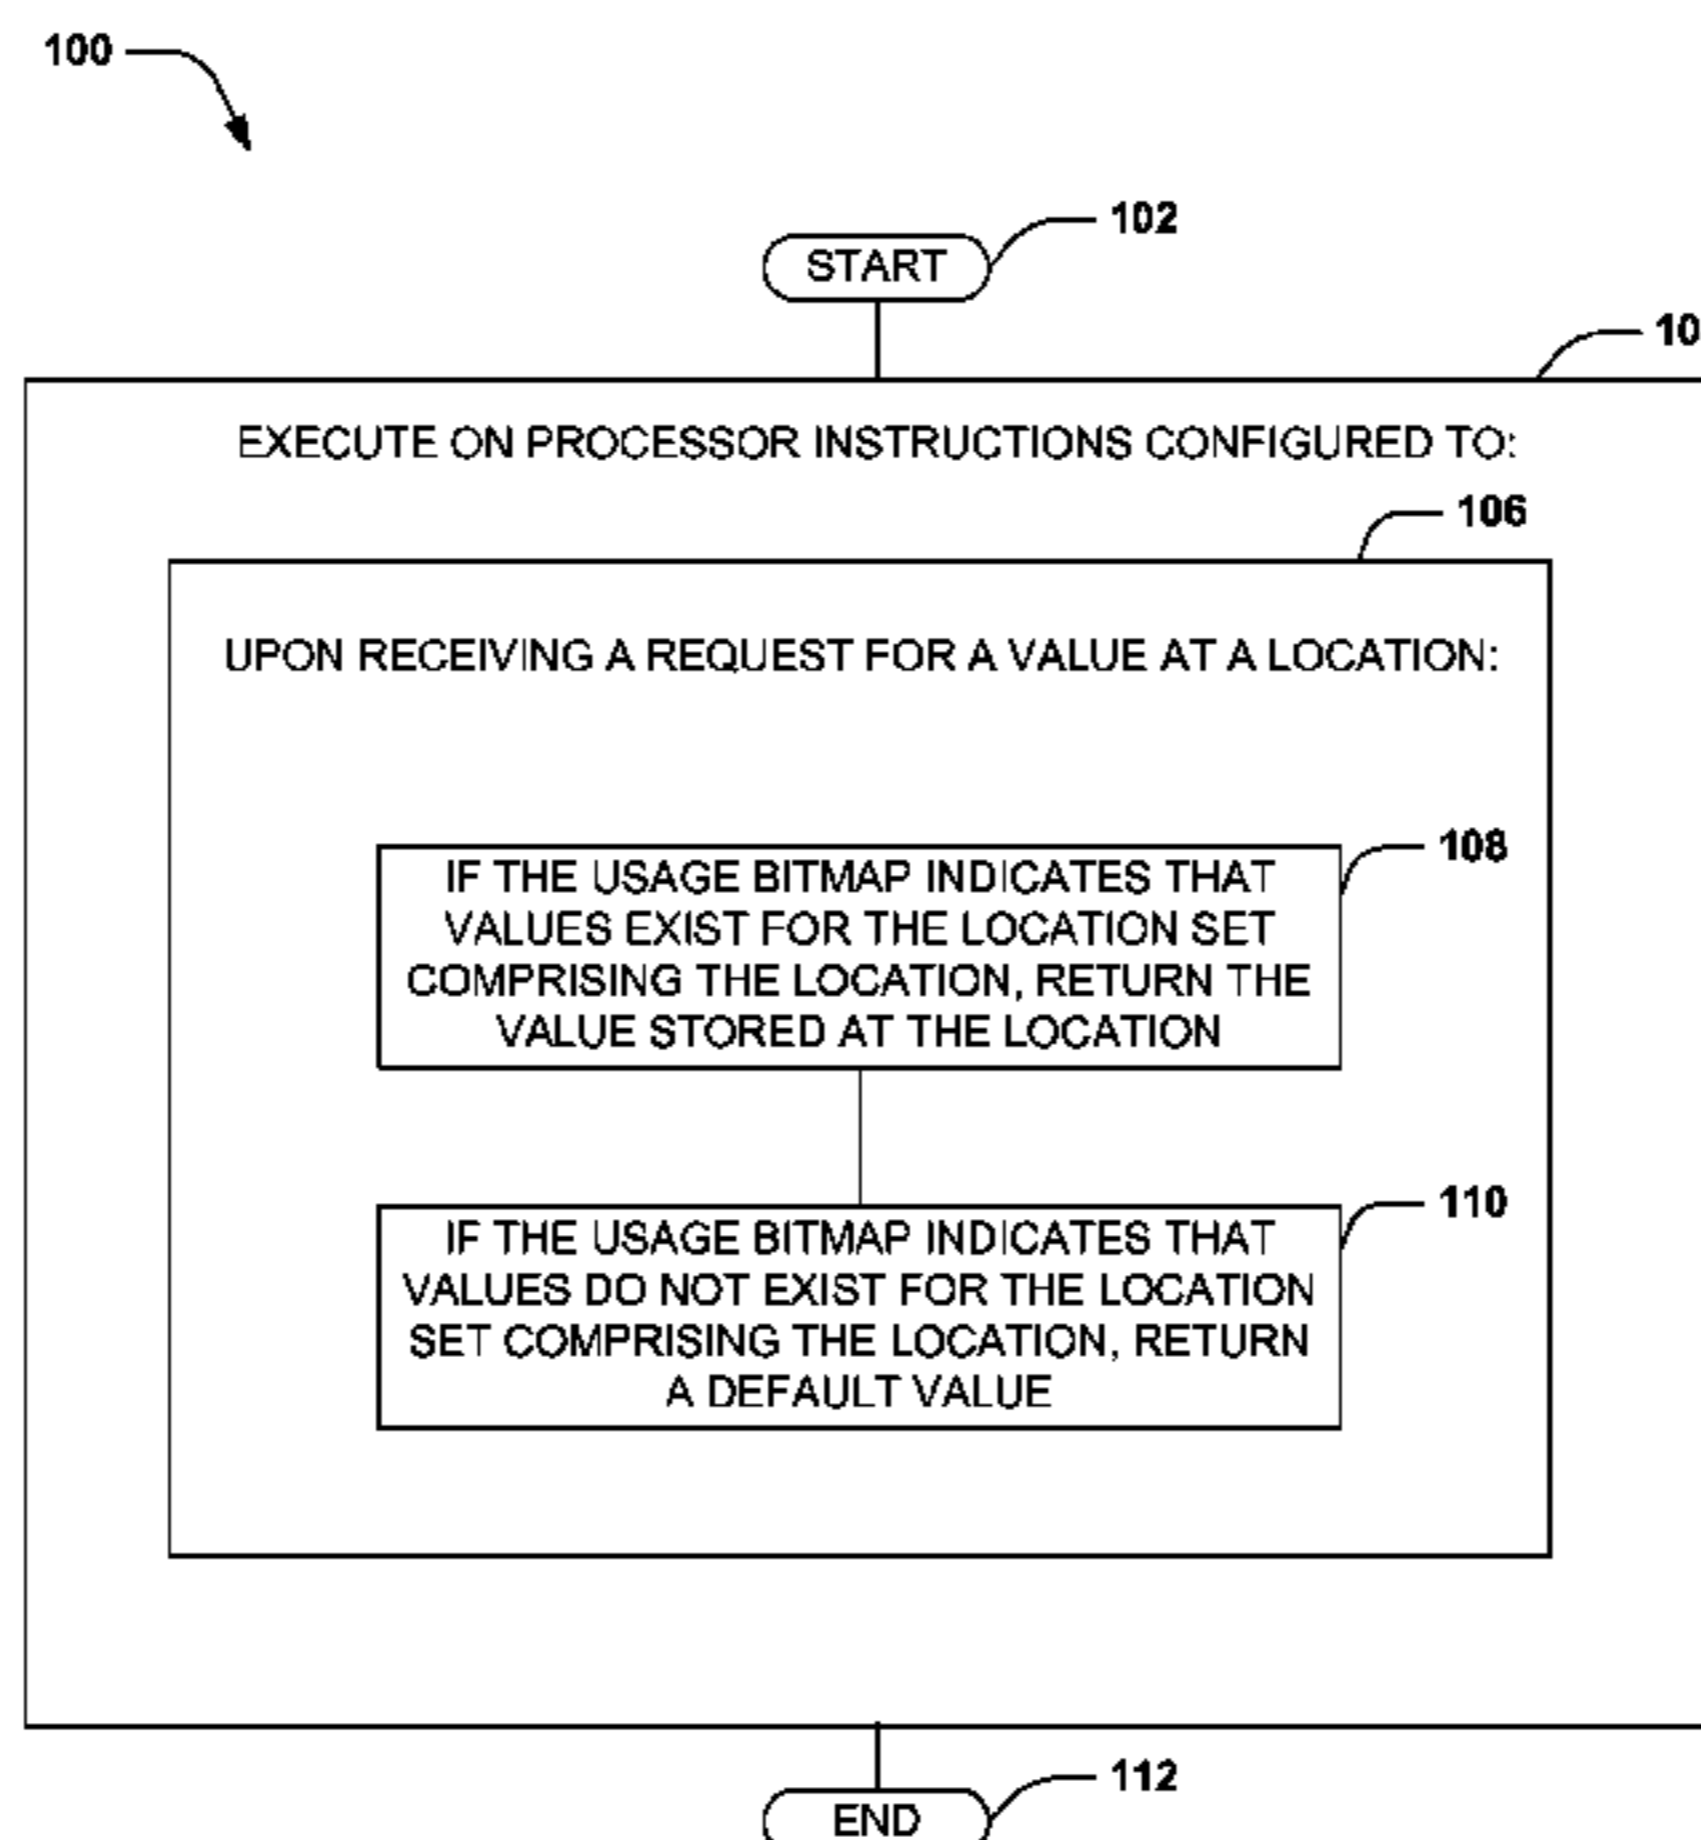 100
102
START
10
EXECUTE ON PROCESSOR INSTRUCTIONS CONFIGURED TO:
106
UPON RECEIVING A REQUEST FOR A VALUE AT A LOCATION:
108
IF THE USAGE BITMAP INDICATES THAT
VALUES EXIST FOR THE LOCATION SET
COMPRISING THE LOCATION, RETURN THE
VALUE STORED AT THE LOCATION
110
IF THE USAGE BITMAP INDICATES THAT
VALUES DO NOT EXIST FOR THE LOCATION
SET COMPRISING THE LOCATION, RETURN
A DEFAULT VALUE
112
END